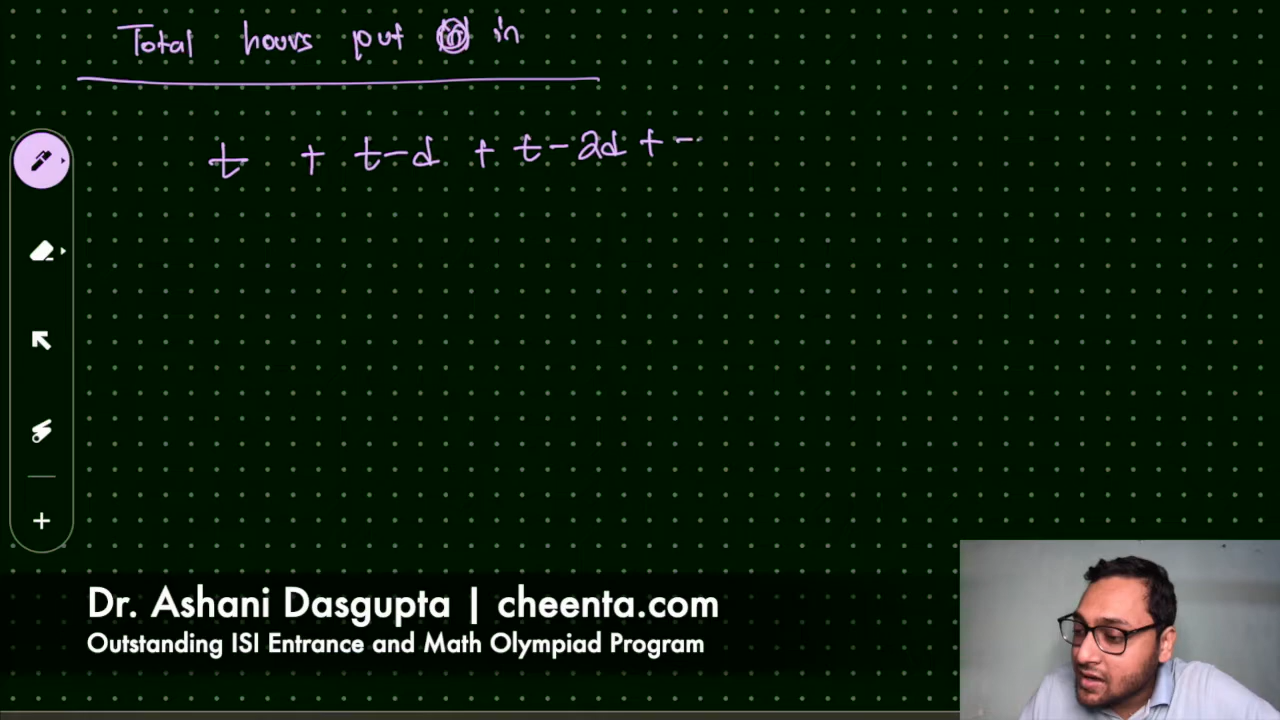 Total hours put in
t + t-d + t-2d + -
Dr. Ashani Dasgupta | cheenta.com
Outstanding ISI Entrance and Math Olympiad Program